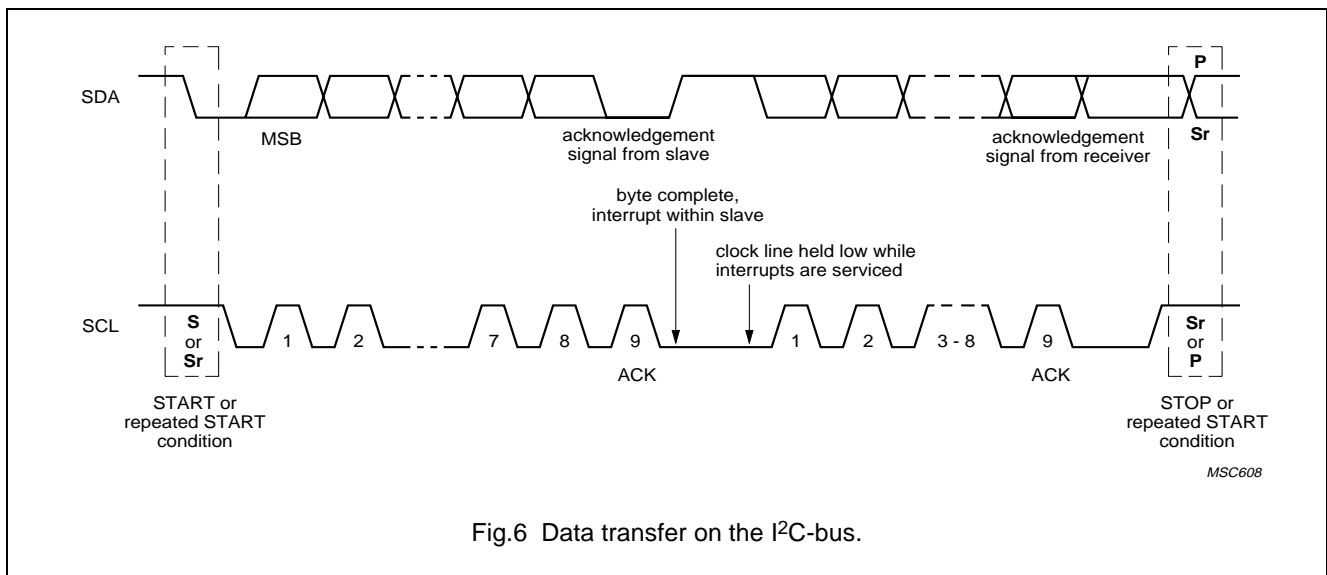 P
SDA
MSB
acknowledgement
signal from slave
acknowledgement
signal from receiver
Sr
byte complete,
interrupt within slave
clock line held low while
interrupts are serviced
SCL
S
or
Sr
1
2
7
8
9
1
2
3 - 8
9
Sr
or
P
ACK
ACK
START or
repeated START
condition
STOP or
repeated START
condition
MSC608
Fig.6 Data transfer on the I²C-bus.